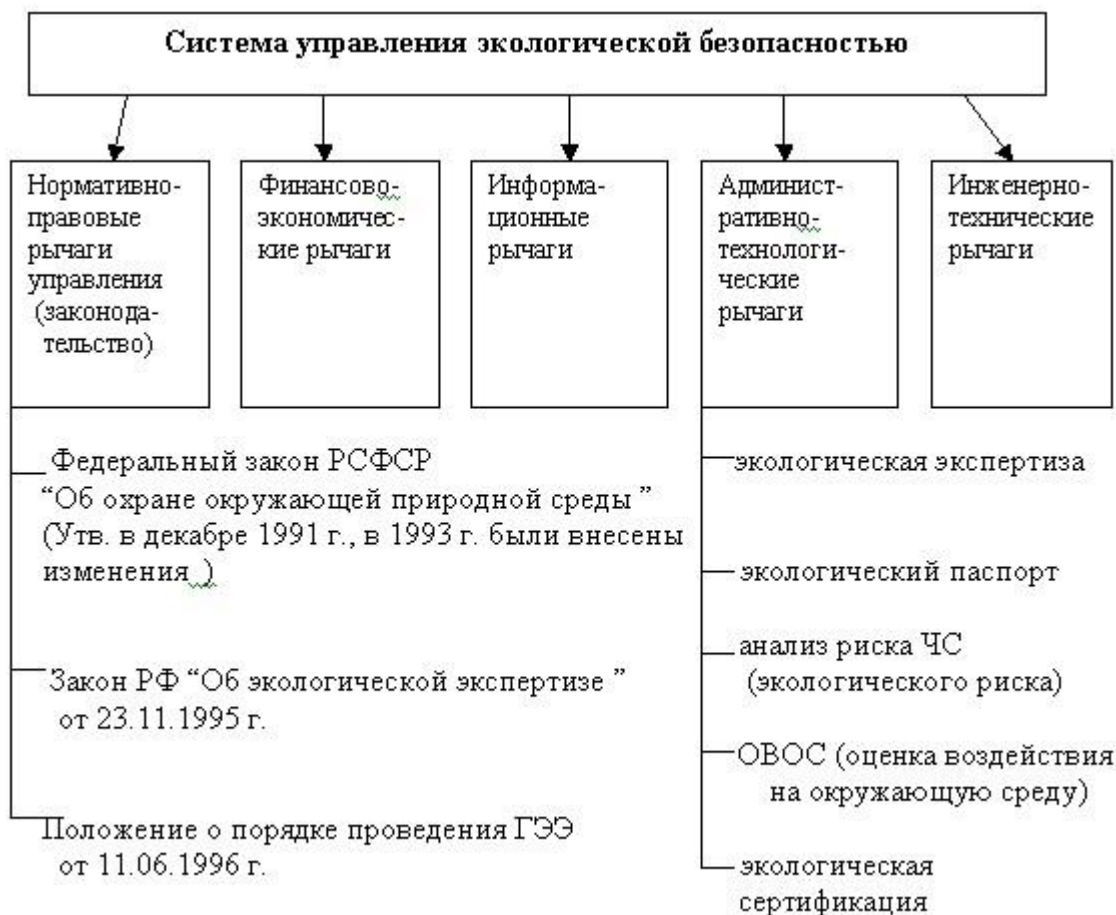 Система управления экологической безопасностью
Нормативно-
правовые
рычаги
управления
(законода-
тельство)
Финансово-
экономичес-
кие рычаги
Информа-
ционные
рычаги
Админист-
ративно-
технологи-
ческие
рычаги
Инженерно-
технические
рычаги
Федеральный закон РСФСР
“Об охране окружающей природной среды ”
(Утв. в декабре 1991 г., в 1993 г. были внесены
изменения )
Закон РФ “Об экологической экспертизе ”
от 23.11.1995 г.
Положение о порядке проведения ГЭЭ
от 11.06.1996 г.
экологическая экспертиза
экологический паспорт
анализ риска ЧС
(экологического риска)
ОВОС (оценка воздействия
на окружающую среду)
экологическая
сертификация